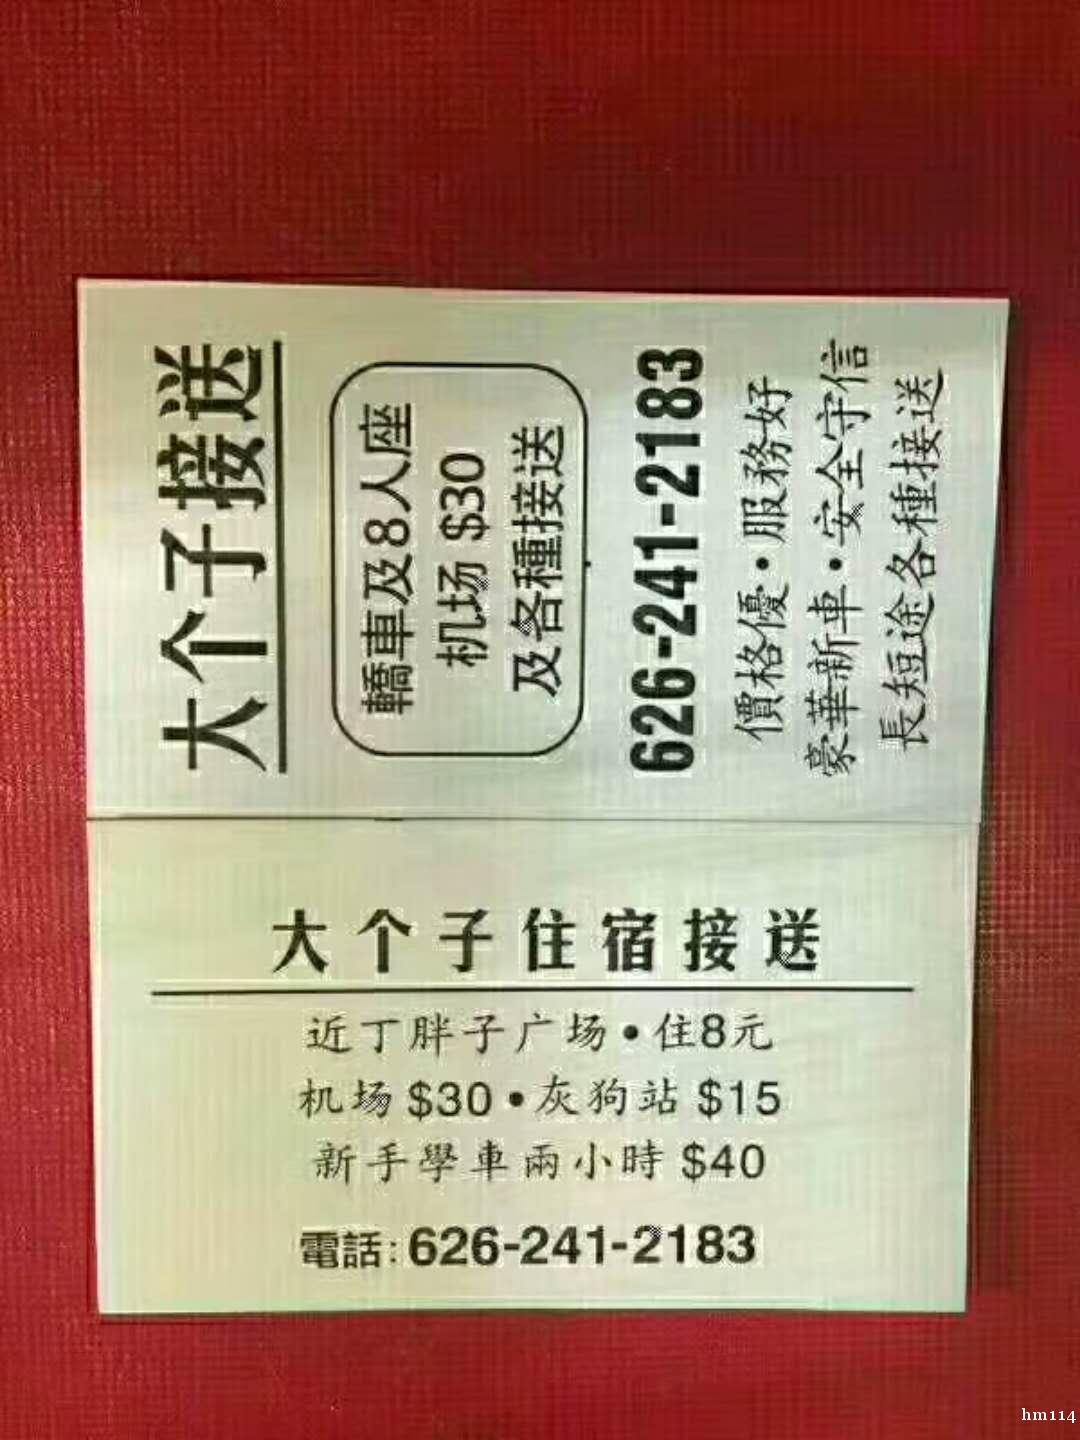 大个子接送
轎車及8人座
机场 $30
及各種接送
626-241-2183
價格優•服務好
豪華新車•安全守信
長短途各種接送
大个子住宿接送
近丁胖子广场•住8元
机场 $30•灰狗站 $15
新手學車兩小時 $40
電話:626-241-2183
hm114